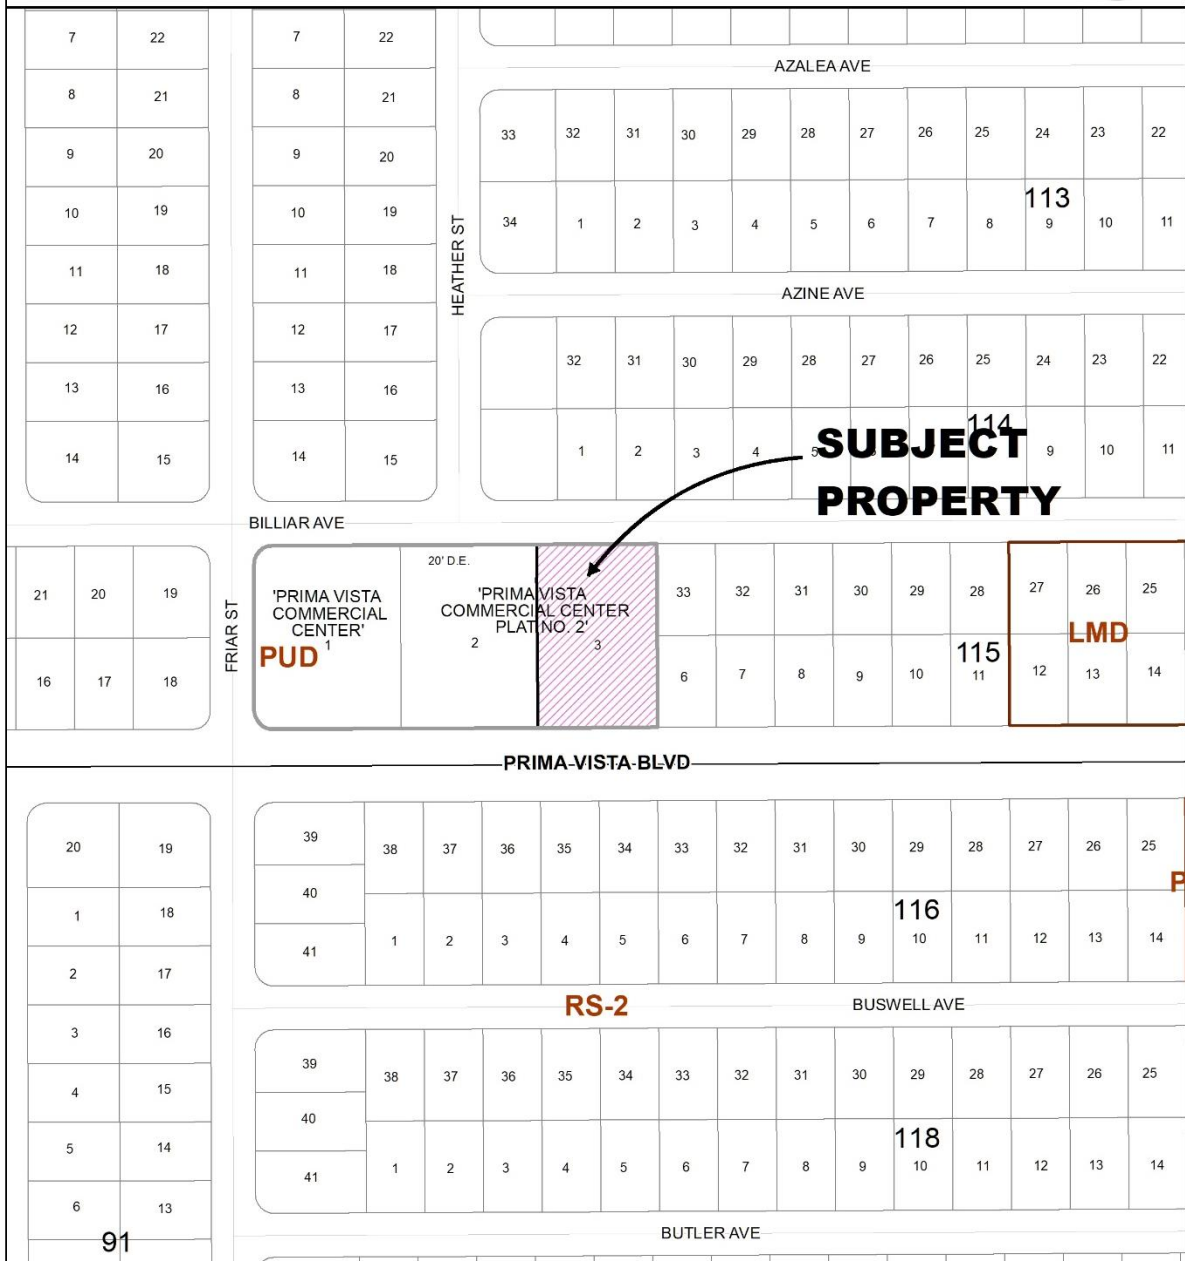 7 22 7 22
AZALEA AVE
8 21 8 21
33 32 31 30 29 28 27 26 25 24 23 22
9 20 9 20
113
10 19 10 19
34 1 2 3 4 5 6 7 8 9 10 11
HEATHER ST
11 18 11 18
AZINE AVE
12 17 12 17
32 31 30 29 28 27 26 25 24 23 22
13 16 13 16
114
SUBJECT
14 15 14 15
1 2 3 4 5 9 10 11
PROPERTY
BILLIAR AVE
20' D.E.
21 20 19
'PRIMA VISTA
COMMERCIAL
CENTER'
1
PUD
'PRIMA VISTA
COMMERCIAL CENTER
PLAT NO. 2'
2 3
33 32 31 30 29 28 27 26 25
FRIAR ST
LMD
115
16 17 18
6 7 8 9 10 11 12 13 14
PRIMA VISTA BLVD
20 19
39
38 37 36 35 34 33 32 31 30 29 28 27 26 25
P
40
1 18
116
41
1 2 3 4 5 6 7 8 9 10 11 12 13 14
2 17
RS-2
BUSWELL AVE
3 16
39
38 37 36 35 34 33 32 31 30 29 28 27 26 25
4 15
40
118
5 14
41
1 2 3 4 5 6 7 8 9 10 11 12 13 14
6 13
BUTLER AVE
91